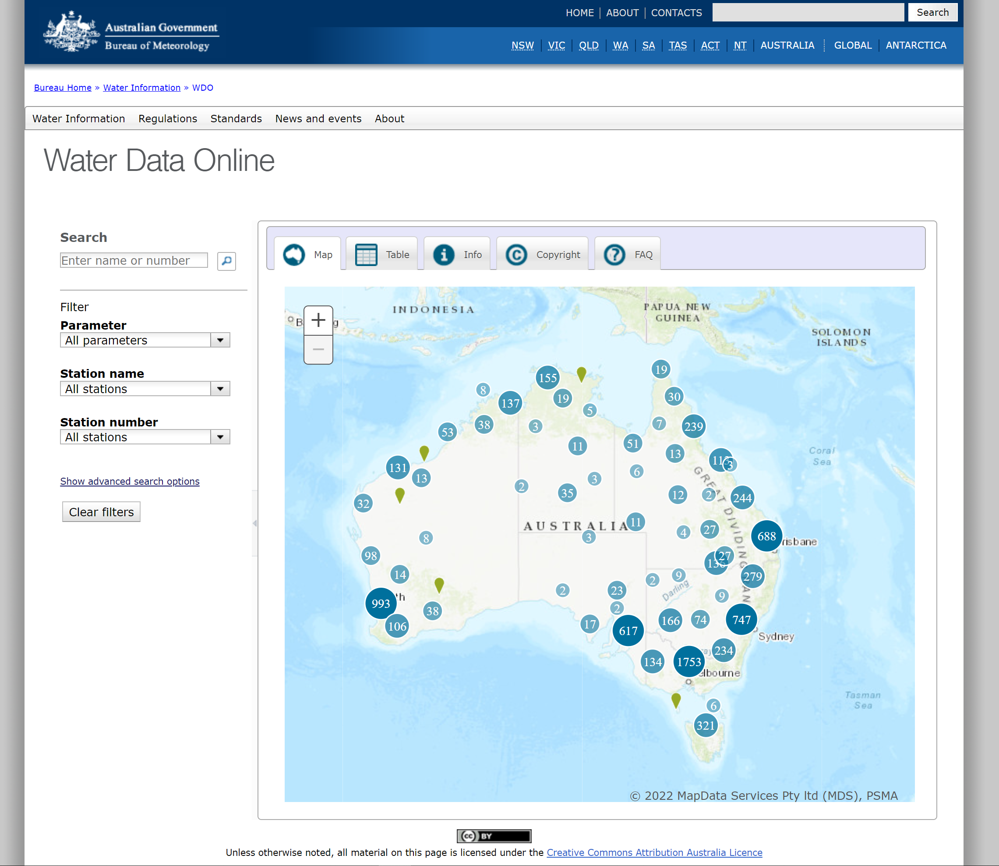 HOME ABOUT CONTACTS Search
Australian Government
Bureau of Meteorology
NSW VIC QLD WA SA TAS ACT NT AUSTRALIA GLOBAL ANTARCTICA
Bureau Home » Water Information » WDO
Water Information Regulations Standards News and events About
Water Data Online
Search
Enter name or number
Filter
Parameter
All parameters
Station name
All stations
Station number
All stations
Show advanced search options
Clear filters
Map Table Info Copyright FAQ
+
−
INDONESIA
PAPUA NEW
GUINEA
SOLOMON
ISLANDS
155
19
8
137
19
30
5
53
38
3
7
239
11
51
13
3
131
13
6
2
35
3
12
2
244
32
Coral
Sea
GREAT DIVIDING
AUSTRALIA
11
3
4
27
688
risbane
8
98
27
14
2
9
279
Darling
993
th
2
23
9
38
2
106
17
617
166
74
747
Sydney
134
1753
234
elbourne
6
321
Tasman
Sea
© 2022 MapData Services Pty ltd (MDS), PSMA
cc BY
Unless otherwise noted, all material on this page is licensed under the Creative Commons Attribution Australia Licence